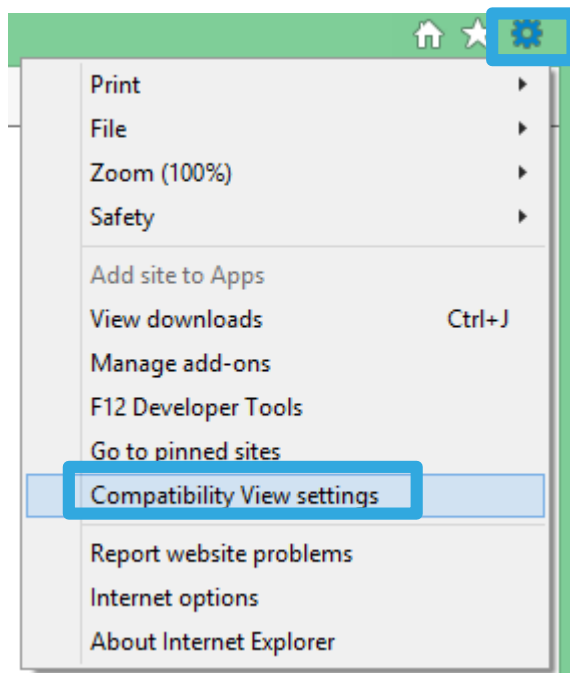 Print
File
Zoom (100%)
Safety
Add site to Apps
View downloads Ctrl+J
Manage add-ons
F12 Developer Tools
Go to pinned sites
Compatibility View settings
Report website problems
Internet options
About Internet Explorer